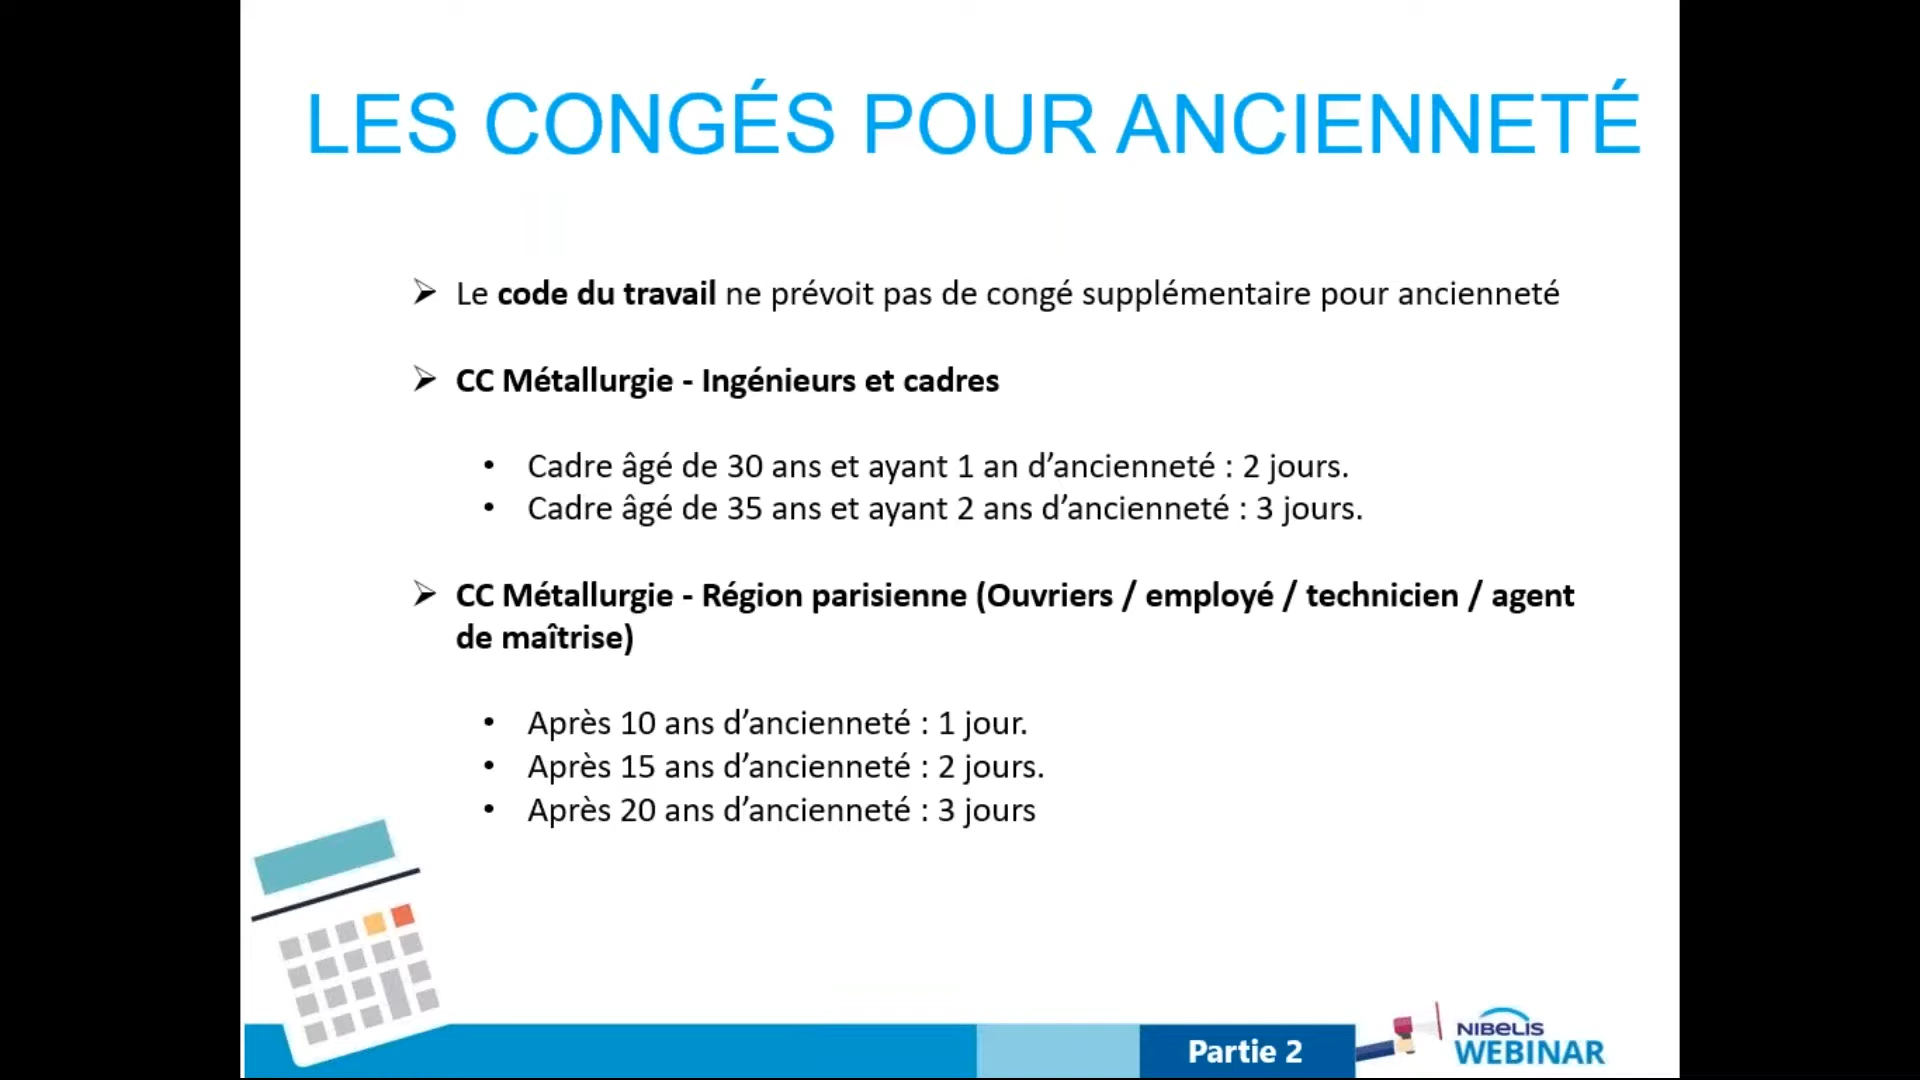 LES CONGÉS POUR ANCIENNETÉ
➢ Le code du travail ne prévoit pas de congé supplémentaire pour ancienneté
➢ CC Métallurgie - Ingénieurs et cadres
• Cadre âgé de 30 ans et ayant 1 an d’ancienneté : 2 jours.
• Cadre âgé de 35 ans et ayant 2 ans d’ancienneté : 3 jours.
➢ CC Métallurgie - Région parisienne (Ouvriers / employé / technicien / agent
de maîtrise)
• Après 10 ans d’ancienneté : 1 jour.
• Après 15 ans d’ancienneté : 2 jours.
• Après 20 ans d’ancienneté : 3 jours
Partie 2
NIBELIS
WEBINAR